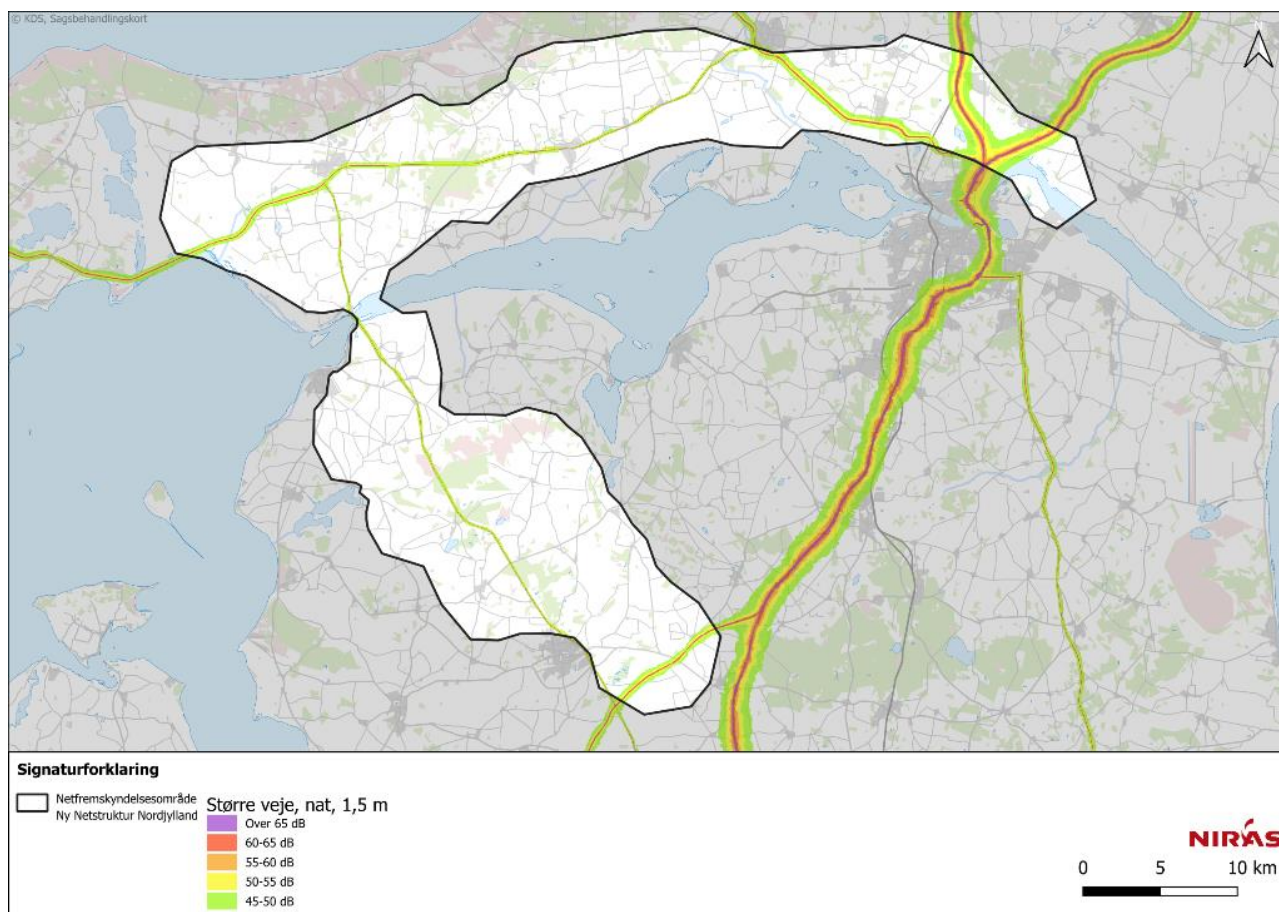 © KDS, Sagsbehandlingskort
N
Signaturforklaring
Netfremskyndelsesområde
Ny Netstruktur Nordjylland
Større veje, nat, 1,5 m
Over 65 dB
60-65 dB
55-60 dB
50-55 dB
45-50 dB
NIRAS
0 5 10 km